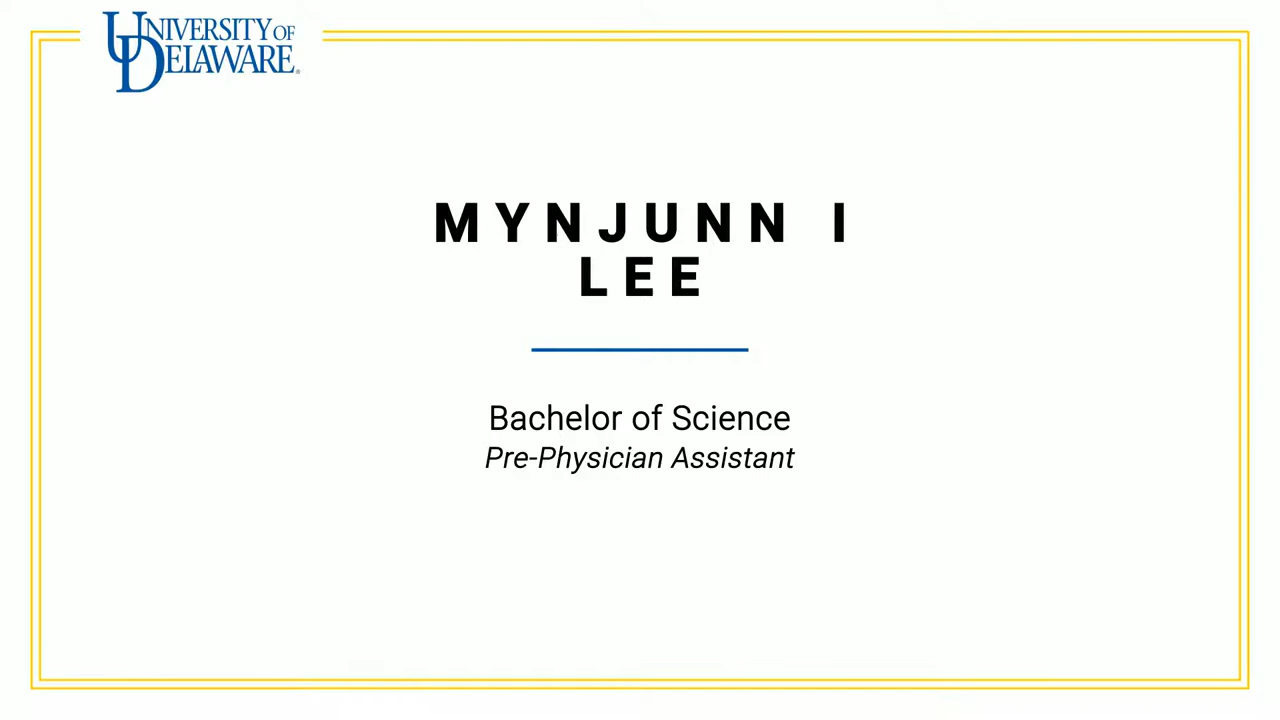 UNIVERSITY OF
DELAWARE
MYNJUNN I
LEE
Bachelor of Science
Pre-Physician Assistant